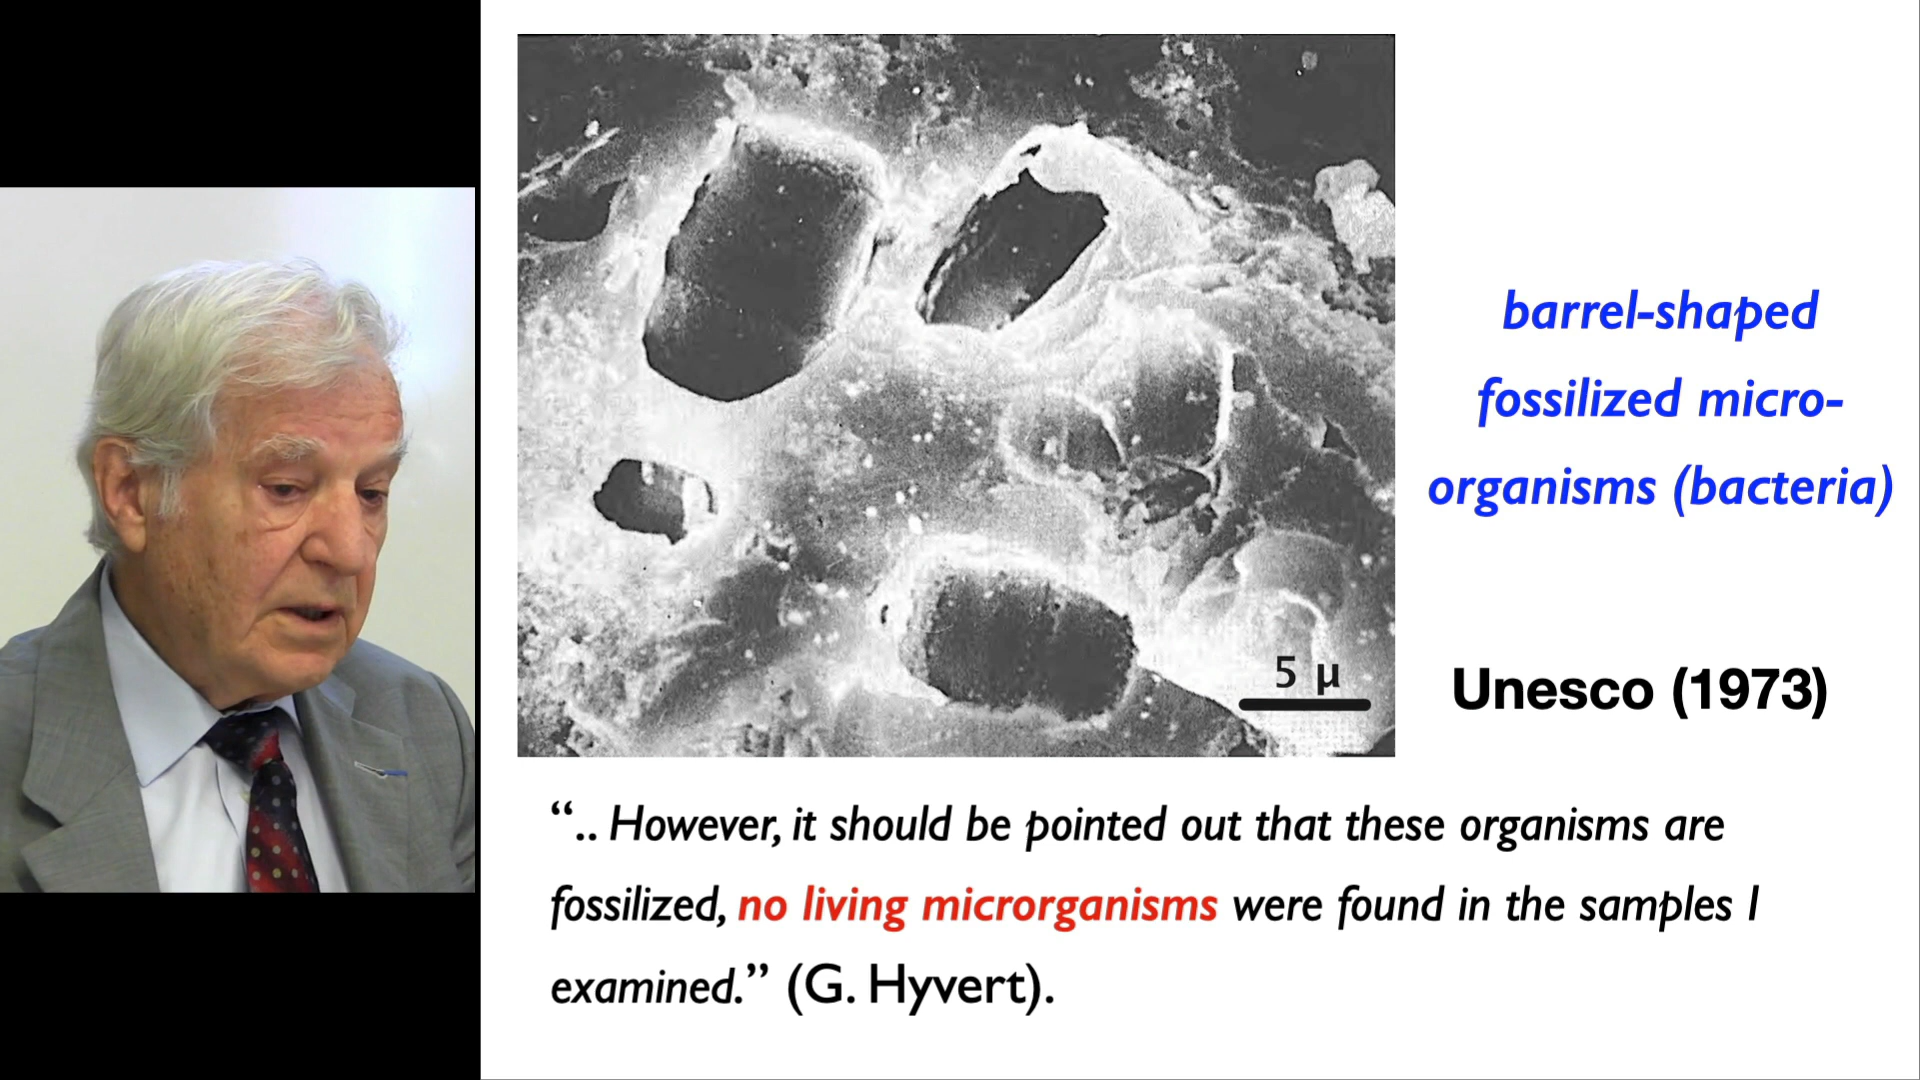 barrel-shaped
fossilized micro-
organisms (bacteria)
5 µ
Unesco (1973)
“.. However, it should be pointed out that these organisms are
fossilized, no living microrganisms were found in the samples I
examined.” (G. Hyvert).